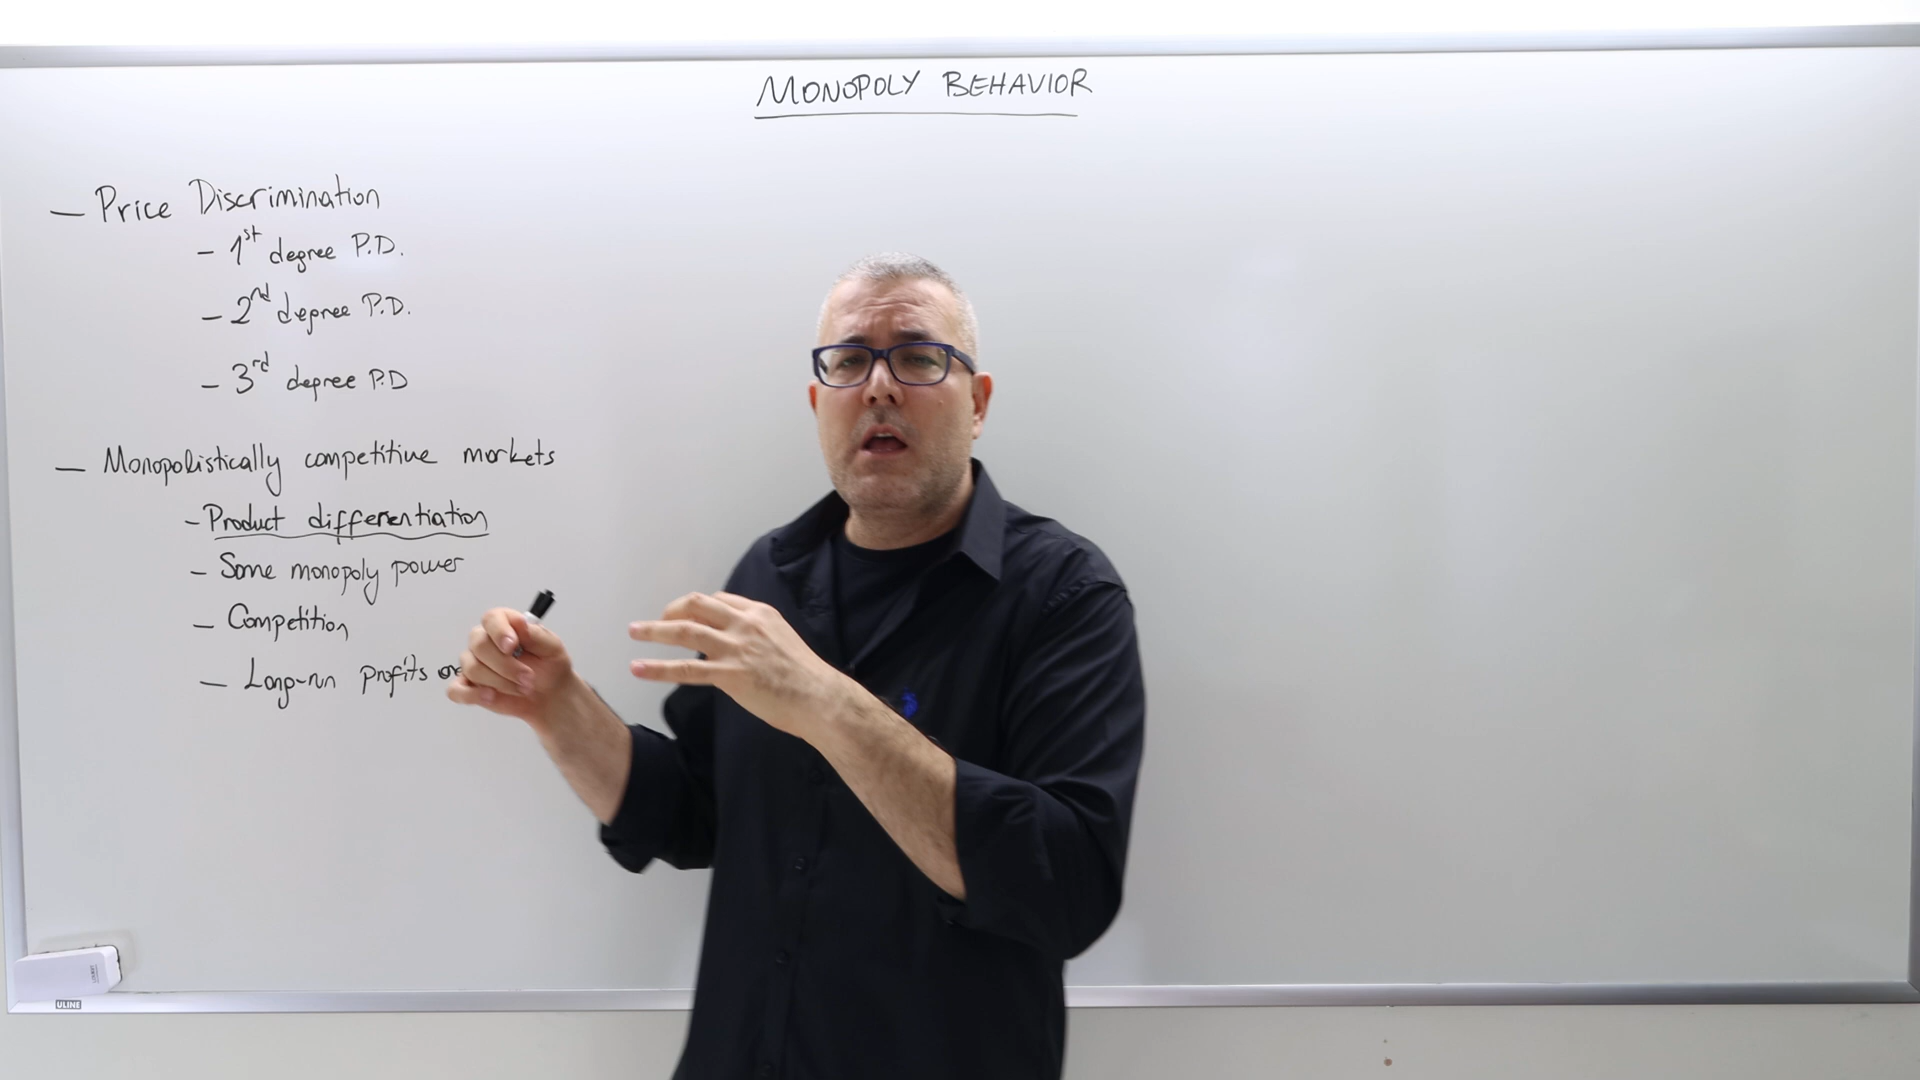 MONOPOLY BEHAVIOR
— Price Discrimination
- 1st degree P.D.
- 2nd degree P.D.
- 3rd degree P.D
— Monopolistically competitive markets
- Product differentiation
- Some monopoly power
- Competition
- Long-run profits
ULINE